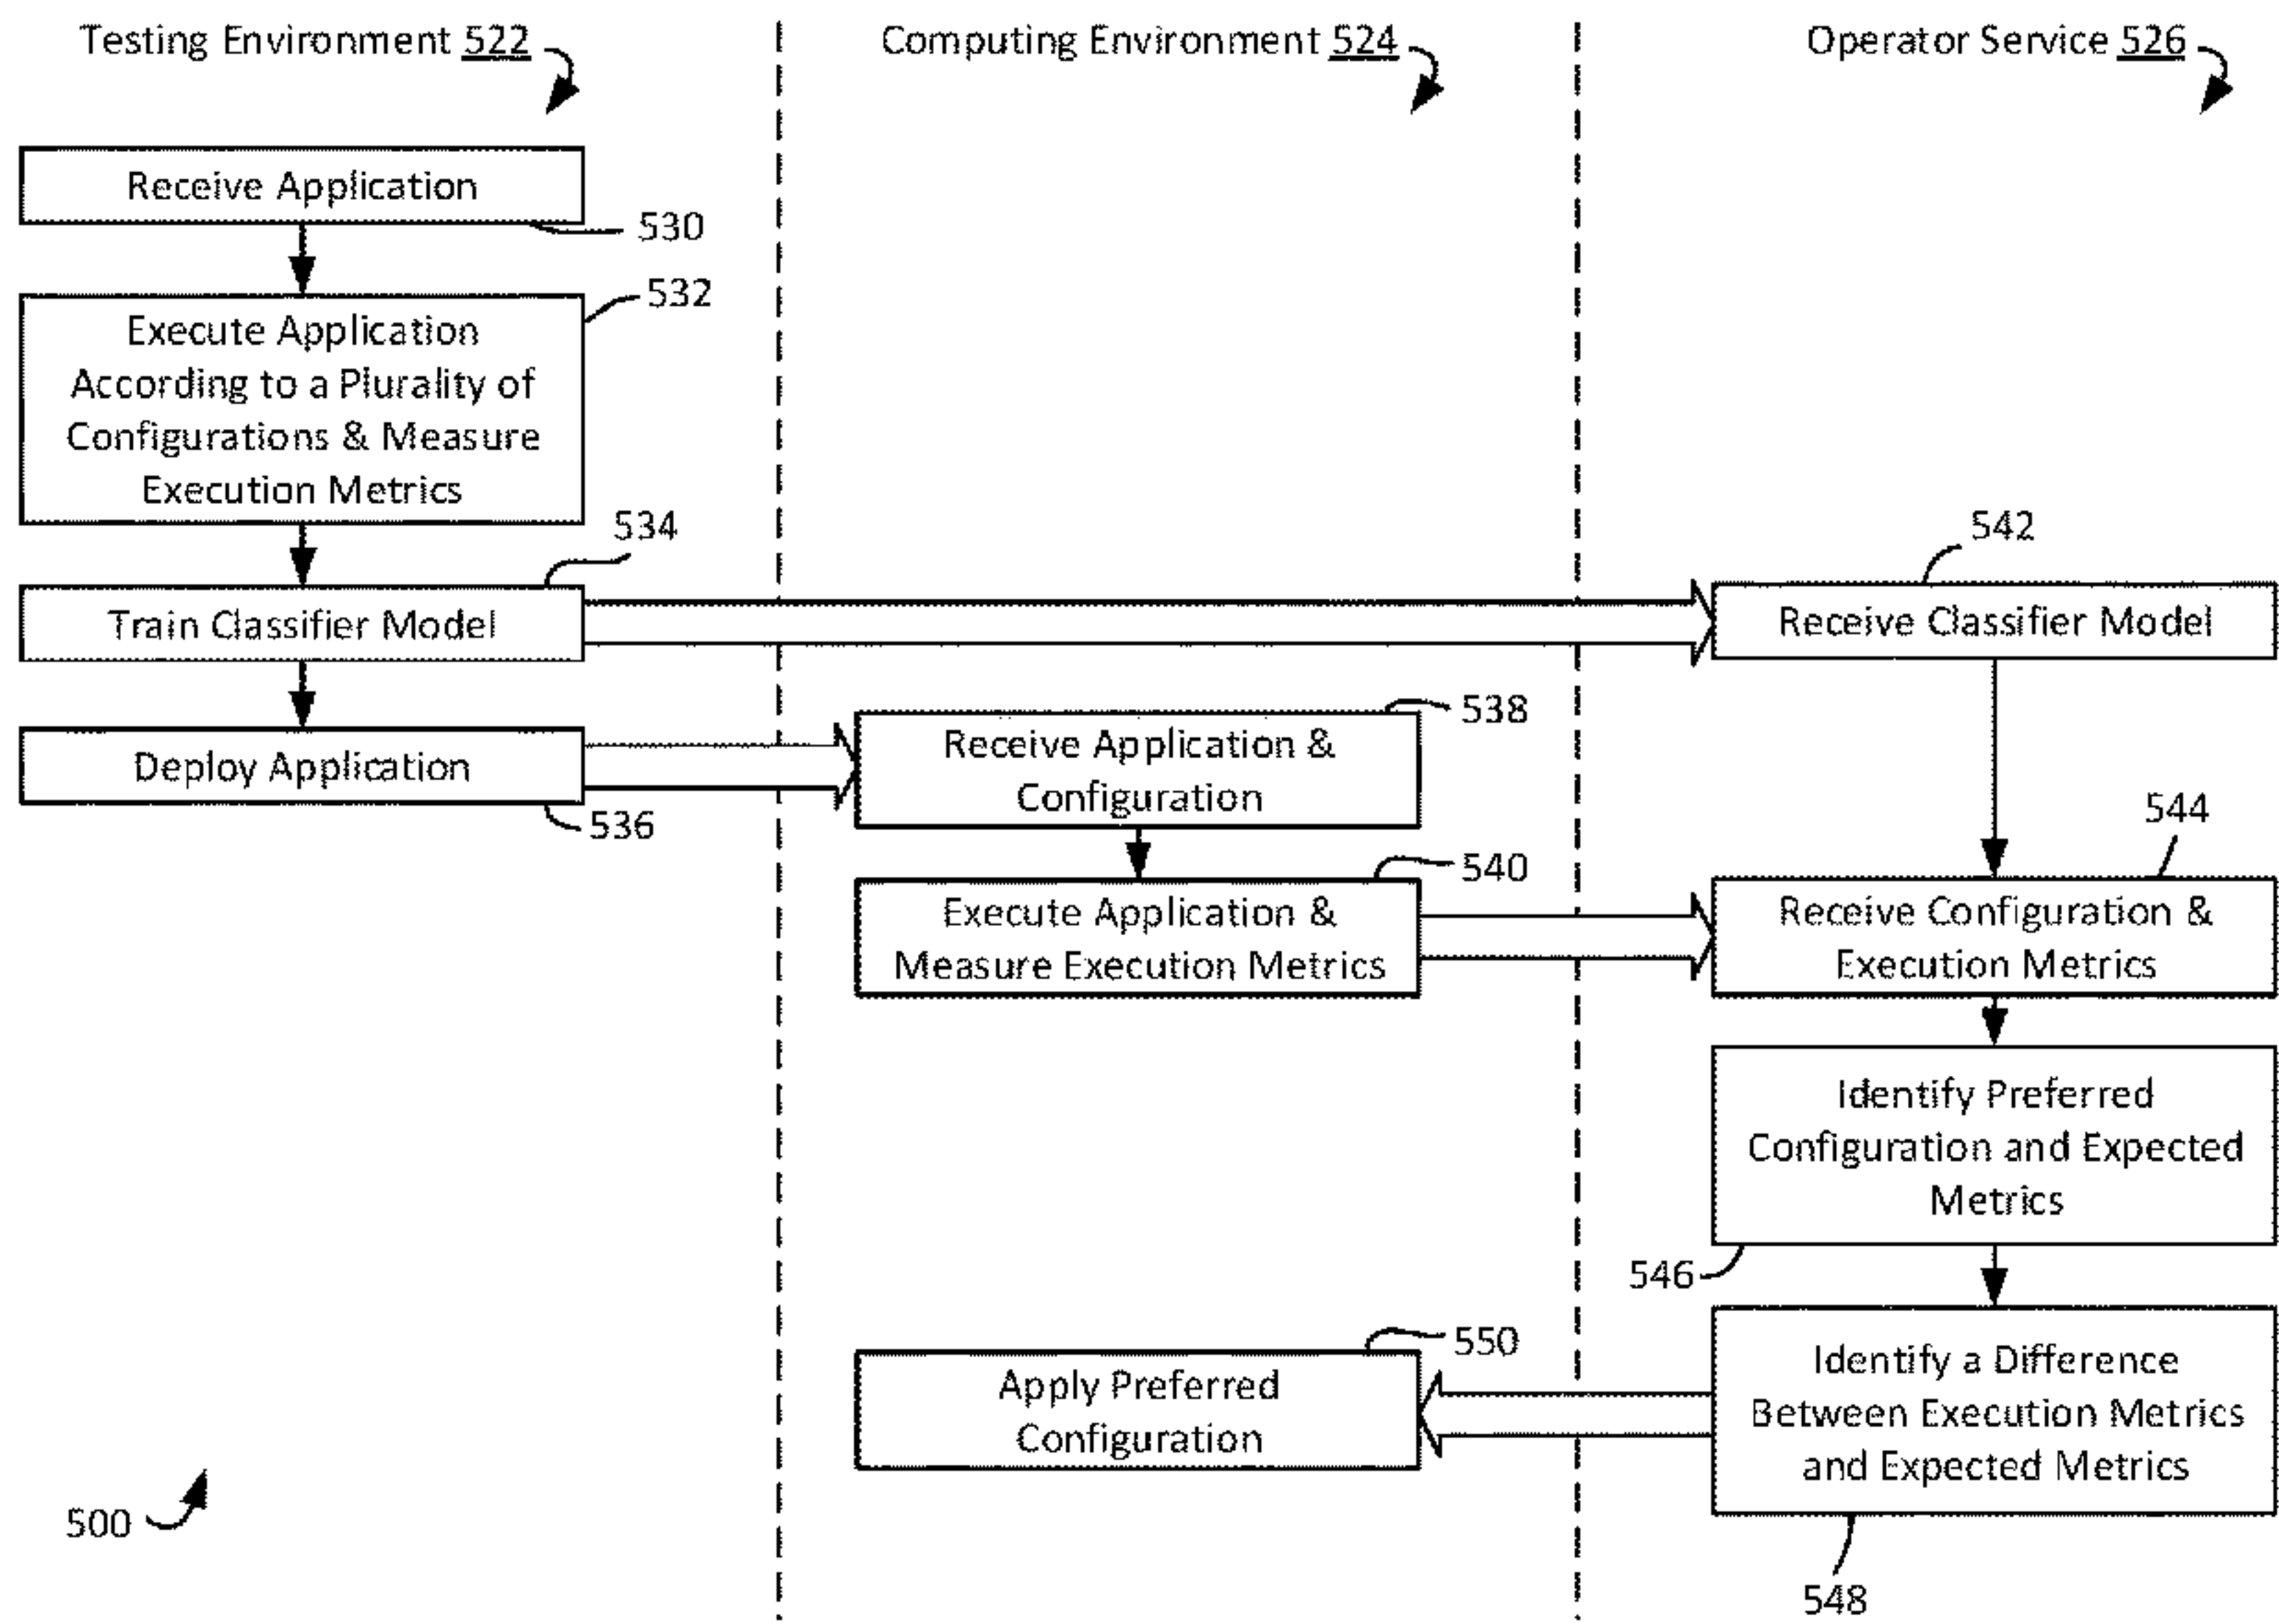 Testing Environment 522
Computing Environment 524
Operator Service 526
Receive Application
530
532
Execute Application
According to a Plurality of
Configurations & Measure
Execution Metrics
534
542
Train Classifier Model
Receive Classifier Model
538
Receive Application &
Configuration
Deploy Application
536
544
540
Execute Application &
Measure Execution Metrics
Receive Configuration &
Execution Metrics
Identify Preferred
Configuration and Expected
Metrics
546
550
Apply Preferred
Configuration
Identify a Difference
Between Execution Metrics
and Expected Metrics
500
548